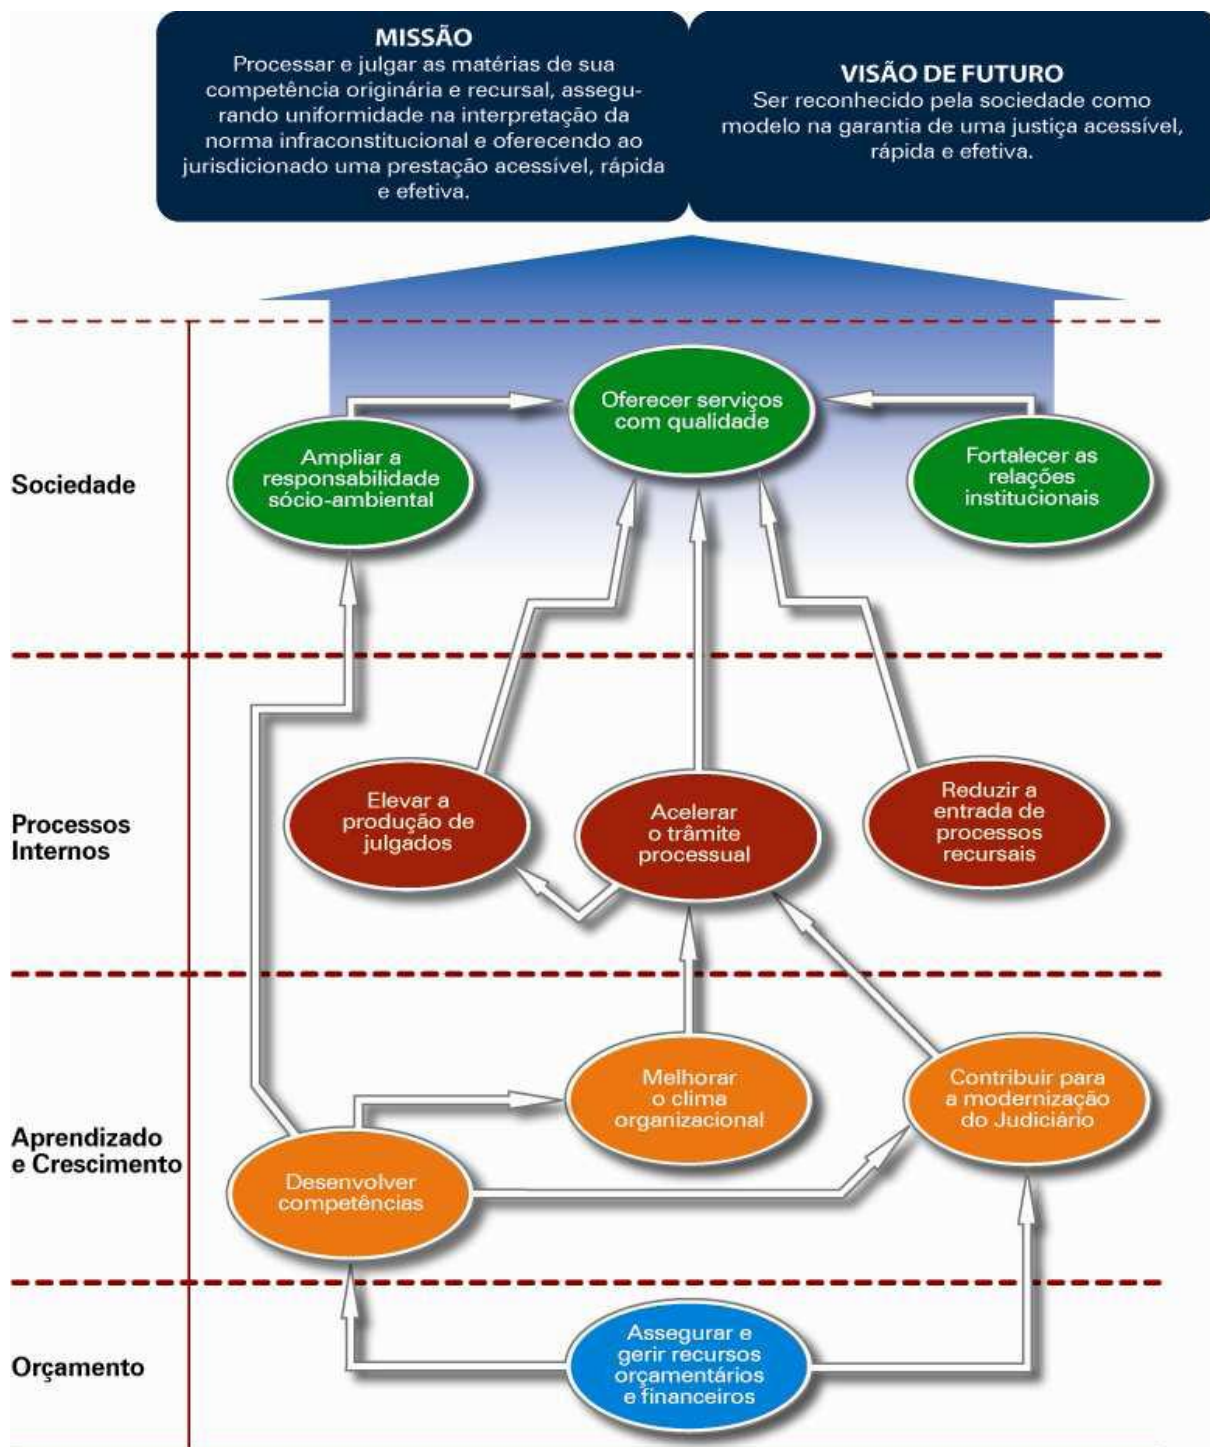 MISSÃO
Processar e julgar as matérias de sua
competência originária e recursal, assegu-
rando uniformidade na interpretação da
norma infraconstitucional e oferecendo ao
jurisdicionado uma prestação acessível, rápida
e efetiva.
VISÃO DE FUTURO
Ser reconhecido pela sociedade como
modelo na garantia de uma justiça acessível,
rápida e efetiva.
Sociedade
Oferecer serviços
com qualidade
Ampliar a
responsabilidade
sócio-ambiental
Fortalecer as
relações
institucionais
Processos
Internos
Elevar a
produção de
julgados
Acelerar
o trâmite
processual
Reduzir a
entrada de
processos
recursais
Aprendizado
e Crescimento
Melhorar
o clima
organizacional
Contribuir para
a modernização
do Judiciário
Desenvolver
competências
Orçamento
Assegurar e
gerir recursos
orçamentários
e financeiros